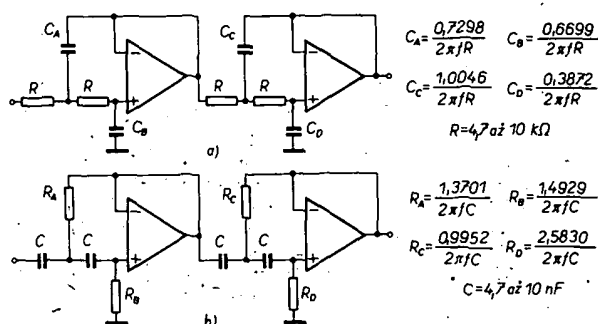 C_A
C_C
R
R
R
R
C_B
C_D
a)
C_A=0,7298/2πfR C_B=0,6699/2πfR
C_C=1,0046/2πfR C_D=0,3872/2πfR
R=4,7 až 10 kΩ
R_A
R_C
C
C
C
C
R_B
R_D
b)
R_A=1,3701/2πfC R_B=1,4929/2πfC
R_C=0,9952/2πfC R_D=2,5830/2πfC
C=4,7 až 10 nF